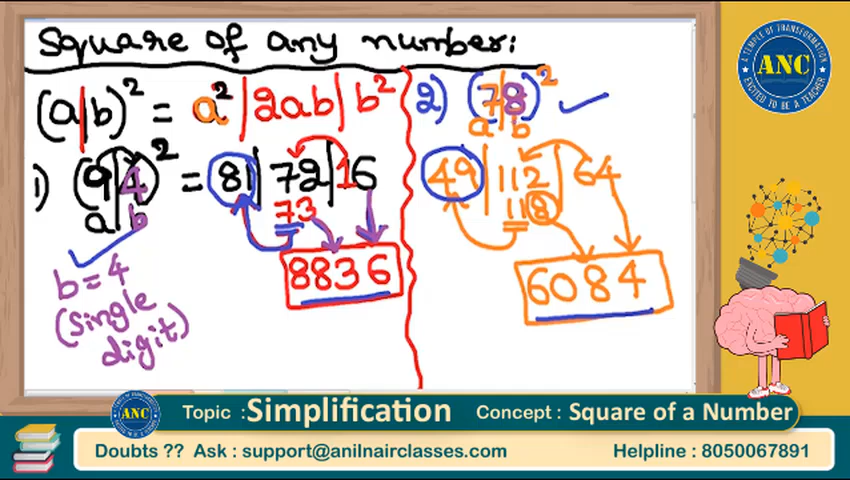 Square of any number:
(a|b)² = a² | 2ab | b²
1) (9|4)² = 81 | 72 | 16
a b
73
8836
b = 4
(single
digit)
2) (7|8)²
a b
49 | 112 | 64
118
6084
A TEMPLE OF TRANSFORMATION
ANC
EXCITED TO BE A TEACHER
ANC
Topic : Simplification Concept : Square of a Number
Doubts ?? Ask : support@anilnairclasses.com Helpline : 8050067891